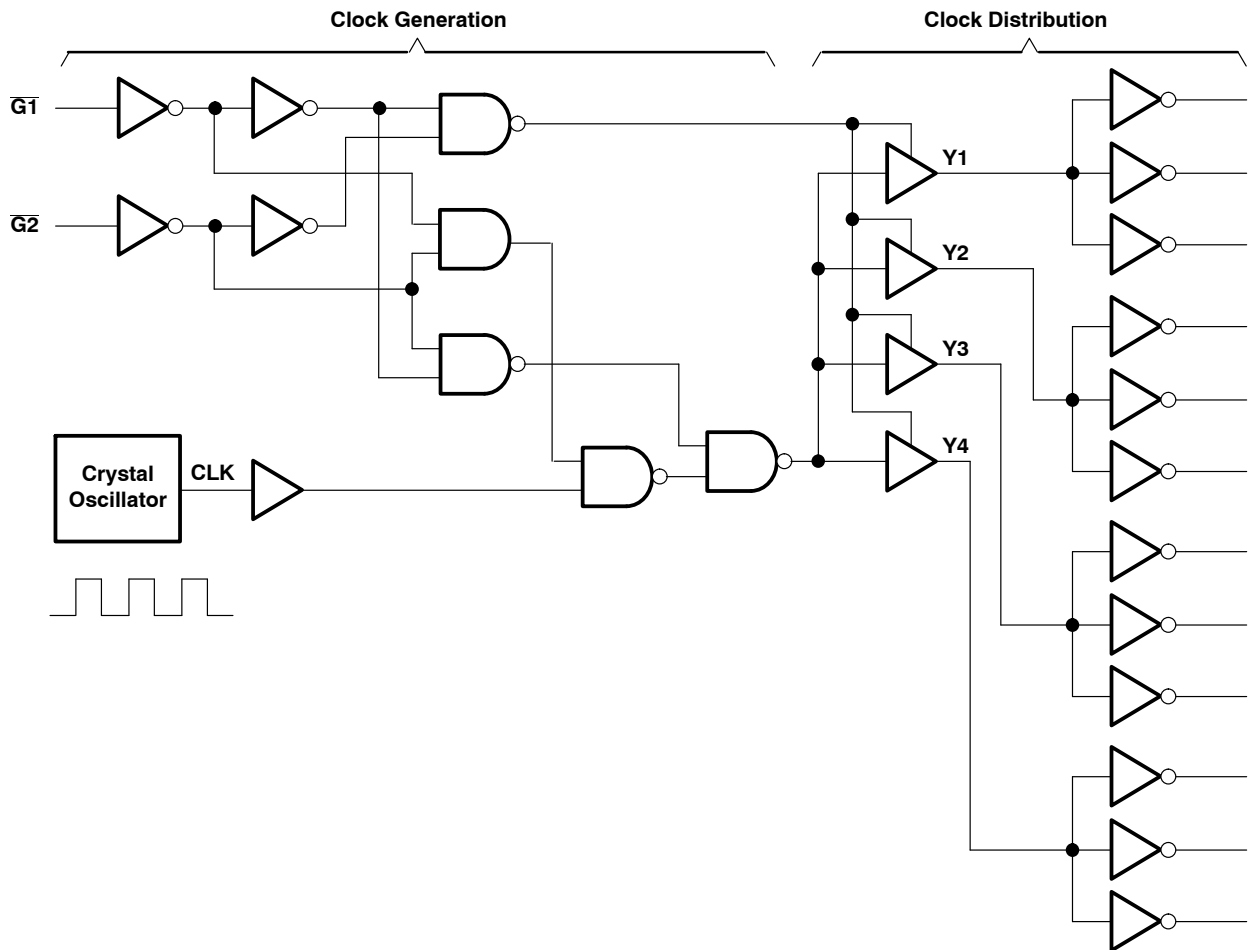 Clock Generation
Clock Distribution
G1
G2
Y1
Y2
Y3
Y4
Crystal
Oscillator
CLK